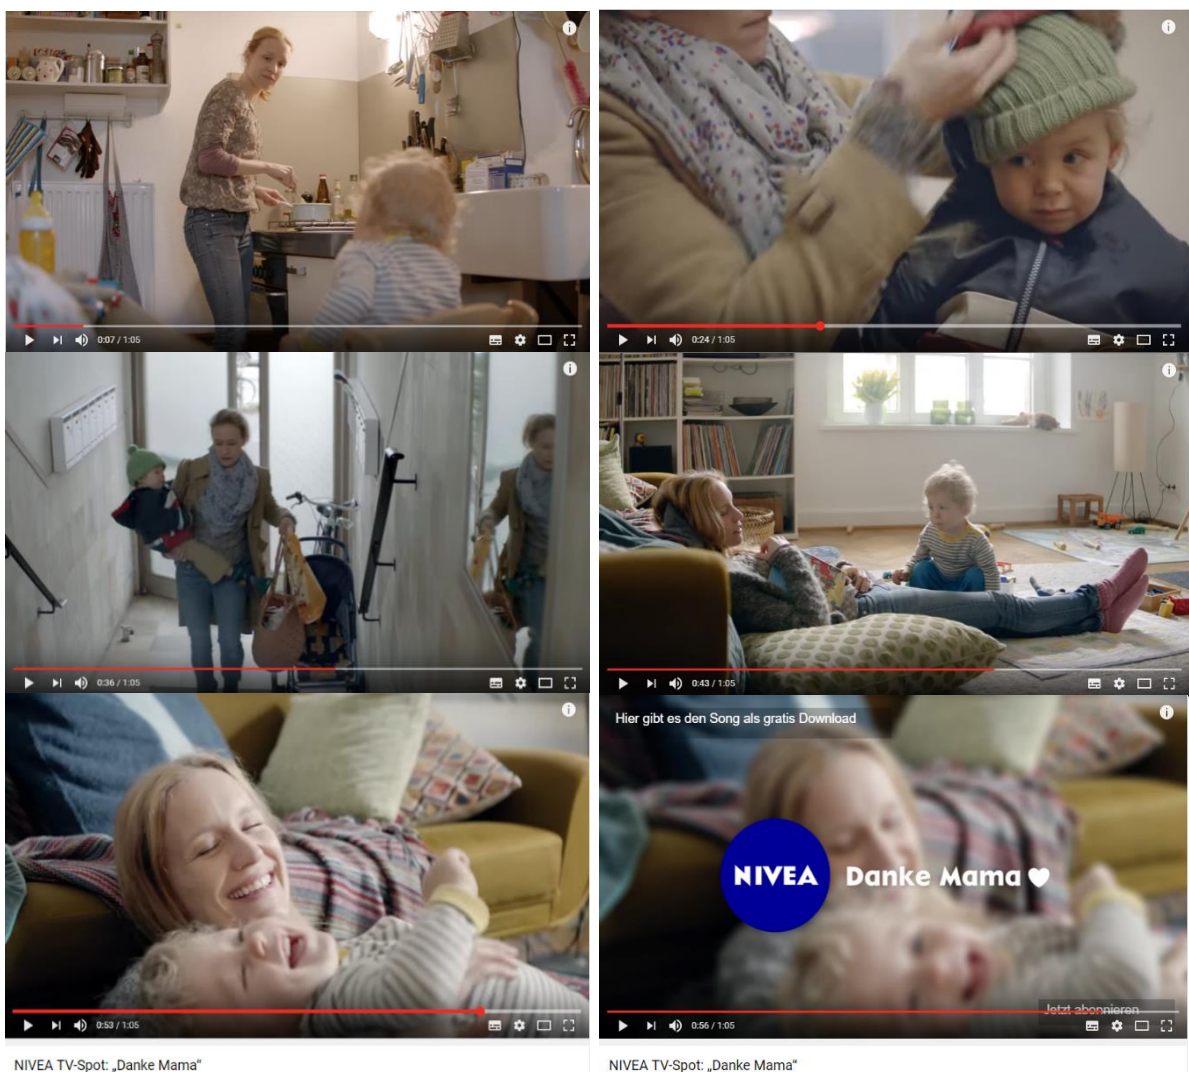 0:07 / 1:05
0:24 / 1:05
0:36 / 1:05
0:43 / 1:05
0:53 / 1:05
Hier gibt es den Song als gratis Download
NIVEA Danke Mama
Jetzt abonnieren
0:56 / 1:05
NIVEA TV-Spot: „Danke Mama“
NIVEA TV-Spot: „Danke Mama“